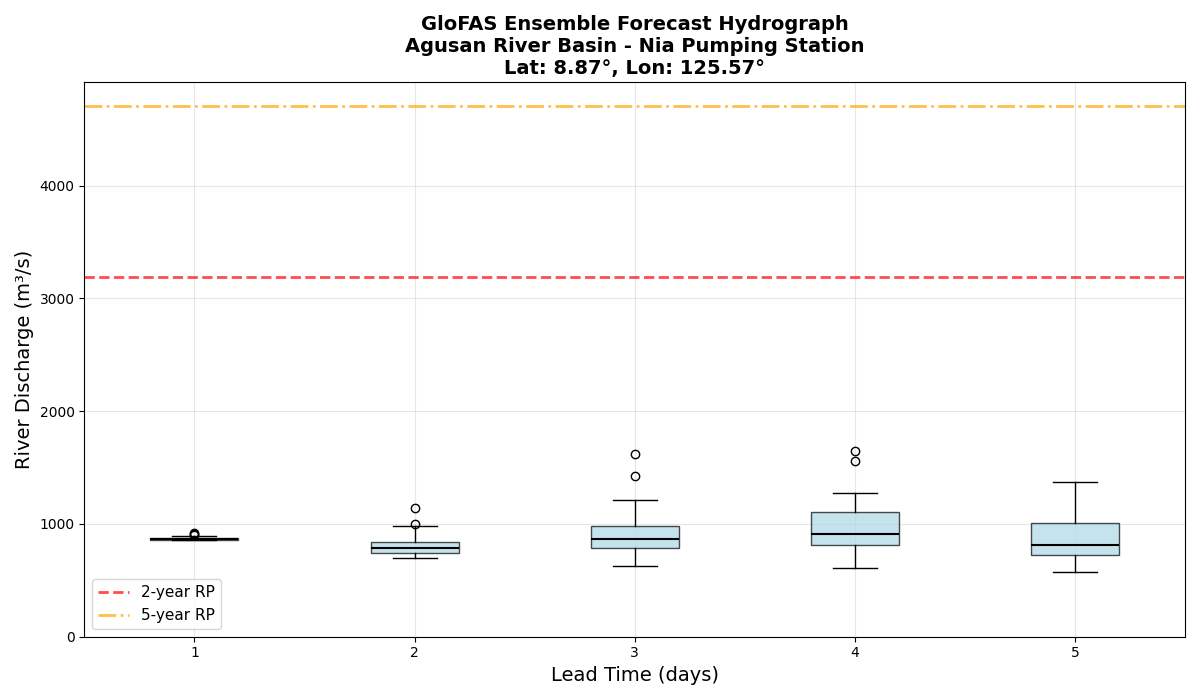 GloFAS Ensemble Forecast Hydrograph
Agusan River Basin - Nia Pumping Station
Lat: 8.87°, Lon: 125.57°
River Discharge (m³/s)
4000
3000
2000
1000
0
2-year RP
5-year RP
1 2 3 4 5
Lead Time (days)